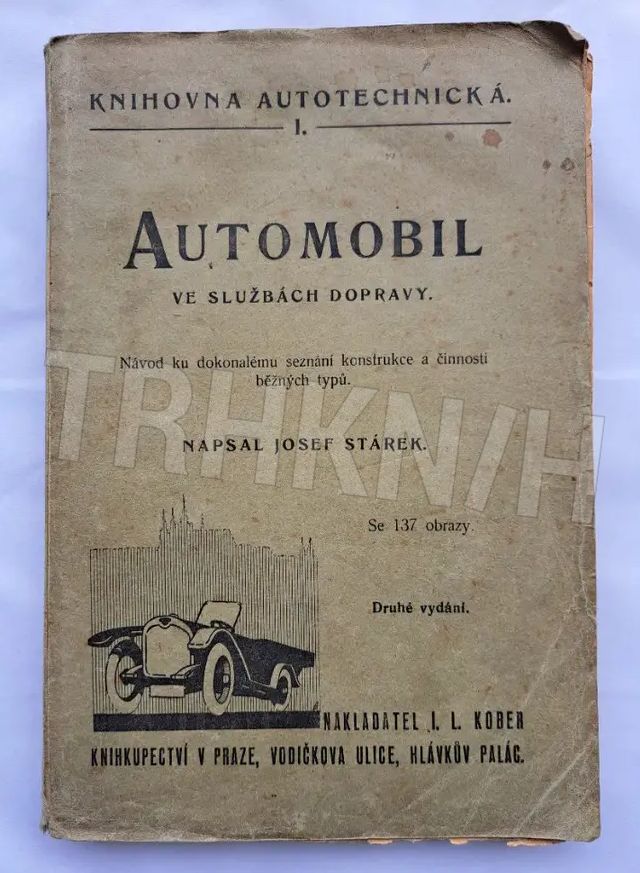 KNIHOVNA AUTOTECHNICKÁ.
I.
AUTOMOBIL
VE SLUŽBÁCH DOPRAVY.
Návod ku dokonalému seznání konstrukce a činnosti
běžných typů.
NAPSAL JOSEF STÁREK.
TRHKNIH
Se 137 obrazy.
Druhé vydání.
NAKLADATEL I. L. KOBER
KNIHKUPECTVÍ V PRAZE, VODIČKOVA ULICE, HLÁVKŮV PALÁC.